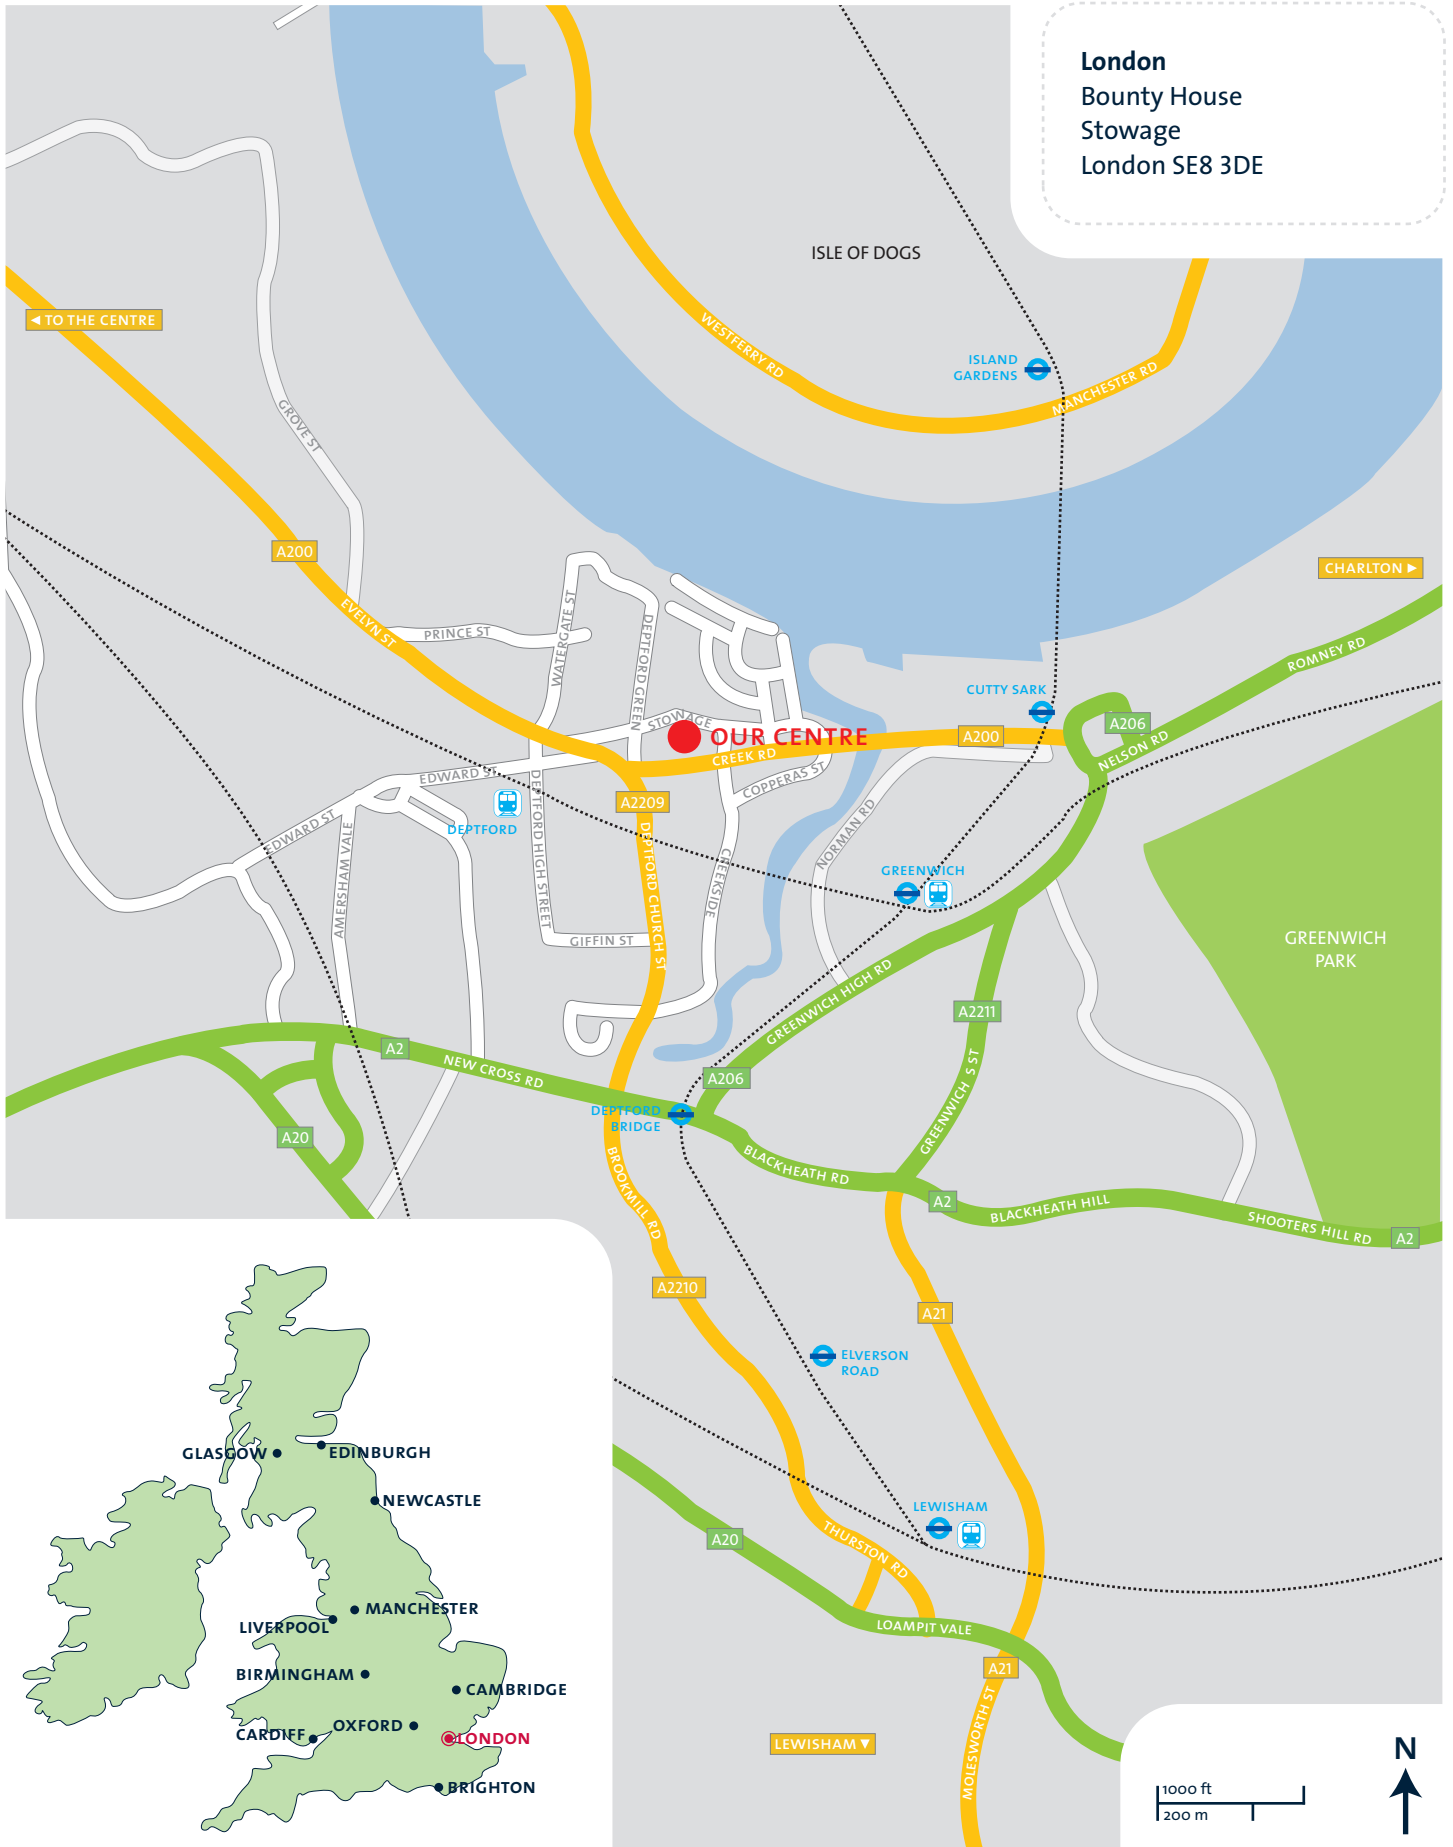 London
Bounty House
Stowage
London SE8 3DE
ISLE OF DOGS
◀ TO THE CENTRE
WESTFERRY RD
ISLAND
GARDENS
MANCHESTER RD
GROVE ST
A200
CHARLTON ▶
EVELYN ST
PRINCE ST
WATERGATE ST
DEPTFORD GREEN
ROMNEY RD
CUTTY SARK
STOWAGE
OUR CENTRE
A200
A206
NELSON RD
CREEK RD
EDWARD ST
COPPERAS ST
DEPTFORD
A2209
EDWARD ST
AMERSHAM VALE
DEPTFORD HIGH STREET
DEPTFORD CHURCH ST
CREEKSIDE
NORMAN RD
GREENWICH
GIFFIN ST
GREENWICH
PARK
GREENWICH HIGH RD
A2211
A2
NEW CROSS RD
A206
GREENWICH S ST
DEPTFORD
BRIDGE
A20
BROOKMILL RD
BLACKHEATH RD
A2
BLACKHEATH HILL
SHOOTERS HILL RD
A2
A2210
A21
ELVERSON
ROAD
GLASGOW
EDINBURGH
NEWCASTLE
LEWISHAM
A20
THURSTON RD
MANCHESTER
LIVERPOOL
LOAMPIT VALE
BIRMINGHAM
A21
CAMBRIDGE
MOLESWORTH ST
OXFORD
CARDIFF
LONDON
LEWISHAM ▼
BRIGHTON
N
1000 ft
200 m